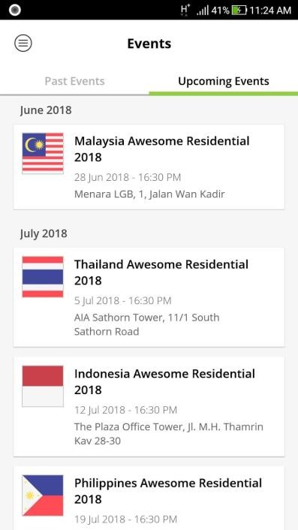 H+ 41% 11:24 AM
Events
Past Events Upcoming Events
June 2018
Malaysia Awesome Residential
2018
28 Jun 2018 - 16:30 PM
Menara LGB, 1, Jalan Wan Kadir
July 2018
Thailand Awesome Residential
2018
5 Jul 2018 - 16:30 PM
AIA Sathorn Tower, 11/1 South
Sathorn Road
Indonesia Awesome Residential
2018
12 Jul 2018 - 16:30 PM
The Plaza Office Tower, Jl. M.H. Thamrin
Kav 28-30
Philippines Awesome Residential
2018
19 Jul 2018 - 16:30 PM